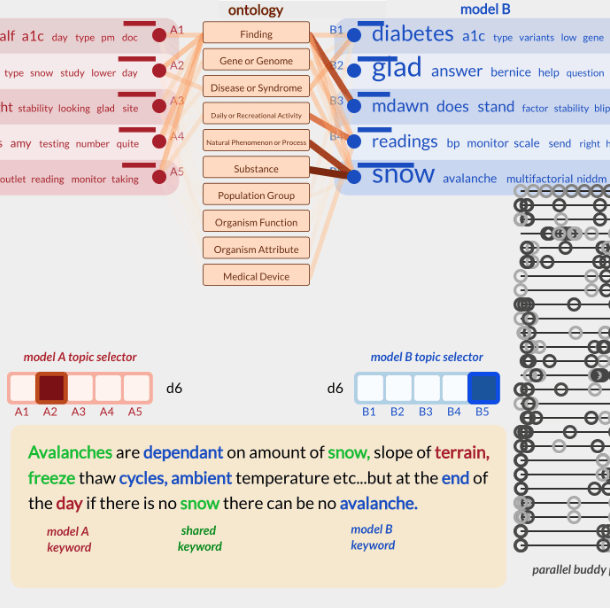 ontology
model B
alf a1c day type pm doc
A1
Finding
B1
diabetes a1c type variants low gene
type snow study lower day
A2
Gene or Genome
B2
glad answer bernice help question
Disease or Syndrome
ht stability looking glad site
A3
Daily or Recreational Activity
B3
mdawn does stand factor stability blip
s amy testing number quite
A4
Natural Phenomenon or Process
readings bp monitor scale send right h
outlet reading monitor taking
A5
Substance
snow avalanche multifactorial niddm
Population Group
Organism Function
Organism Attribute
Medical Device
model A topic selector
model B topic selector
d6
d6
A1 A2 A3 A4 A5
B1 B2 B3 B4 B5
Avalanches are dependant on amount of snow, slope of terrain,
freeze thaw cycles, ambient temperature etc...but at the end of
the day if there is no snow there can be no avalanche.
model A
keyword
shared
keyword
model B
keyword
parallel buddy